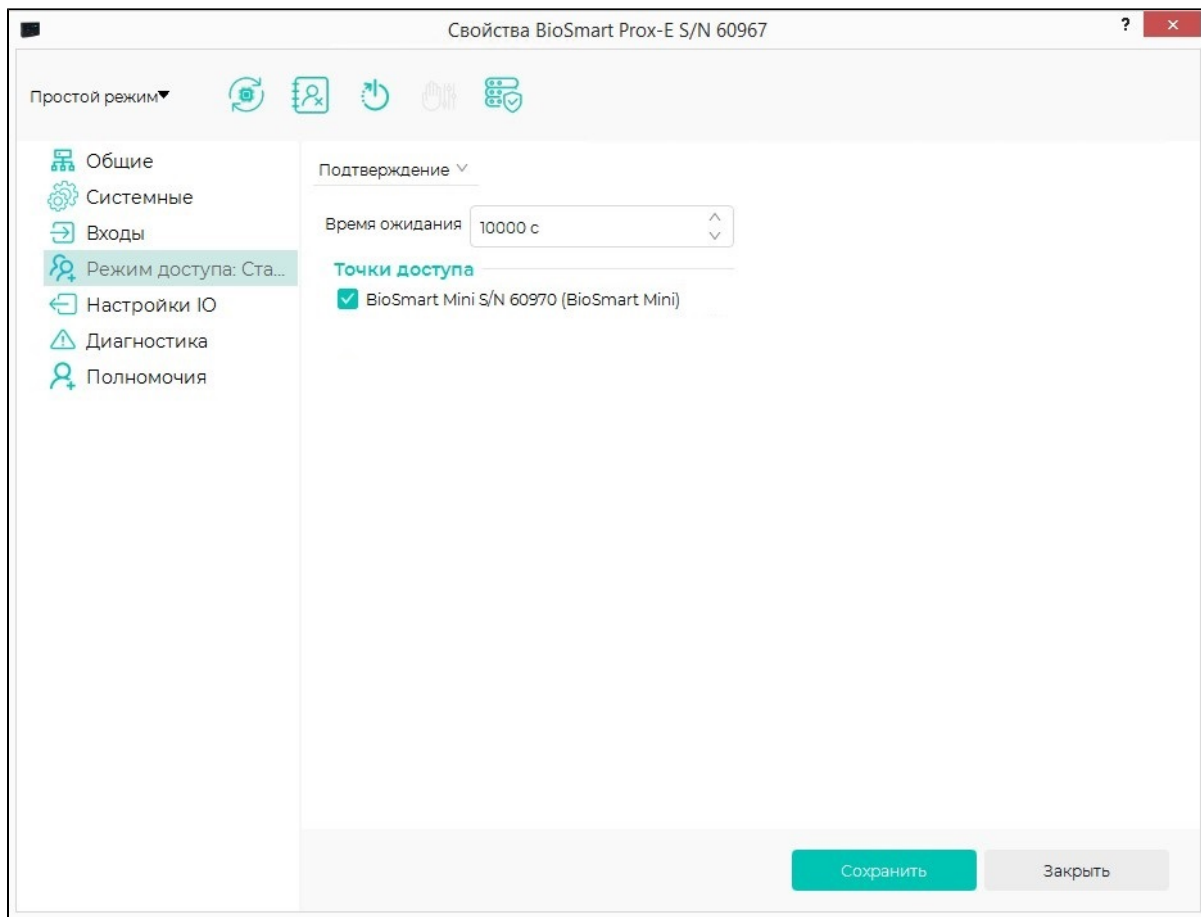 Свойства BioSmart Prox-E S/N 60967
?
Простой режим
Общие
Системные
Входы
Режим доступа: Ста...
Настройки IO
Диагностика
Полномочия
Подтверждение
Время ожидания 10000 с
Точки доступа
BioSmart Mini S/N 60970 (BioSmart Mini)
Сохранить
Закрыть